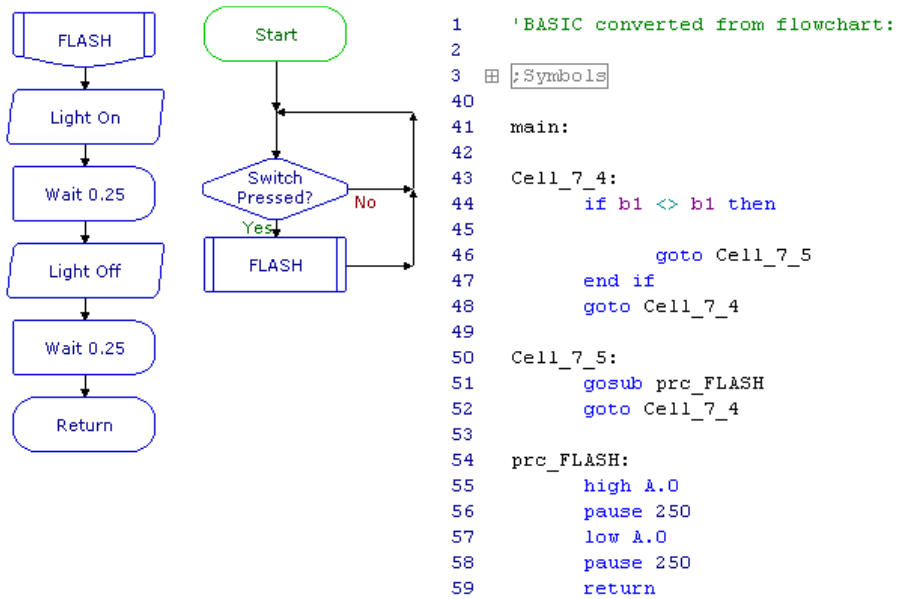 FLASH
Light On
Wait 0.25
Light Off
Wait 0.25
Return
Start
Switch
Pressed?
No
Yes
FLASH
1 'BASIC converted from flowchart:
2
3 ;Symbols
40
41 main:
42
43 Cell_7_4:
44 if b1 <> b1 then
45
46 goto Cell_7_5
47 end if
48 goto Cell_7_4
49
50 Cell_7_5:
51 gosub prc_FLASH
52 goto Cell_7_4
53
54 prc_FLASH:
55 high A.0
56 pause 250
57 low A.0
58 pause 250
59 return